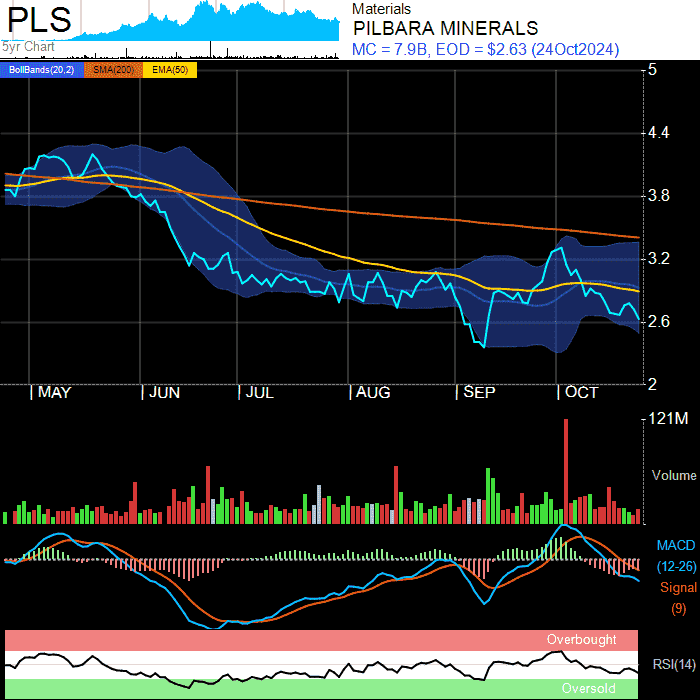 PLS
5yr Chart
Materials
PILBARA MINERALS
MC = 7.9B, EOD = $2.63 (24Oct2024)
BollBands(20,2) SMA(200) EMA(50)
5
4.4
3.8
3.2
2.6
2
MAY JUN JUL AUG SEP OCT
121M
Volume
MACD
(12-26)
Signal
(9)
Overbought
RSI(14)
Oversold